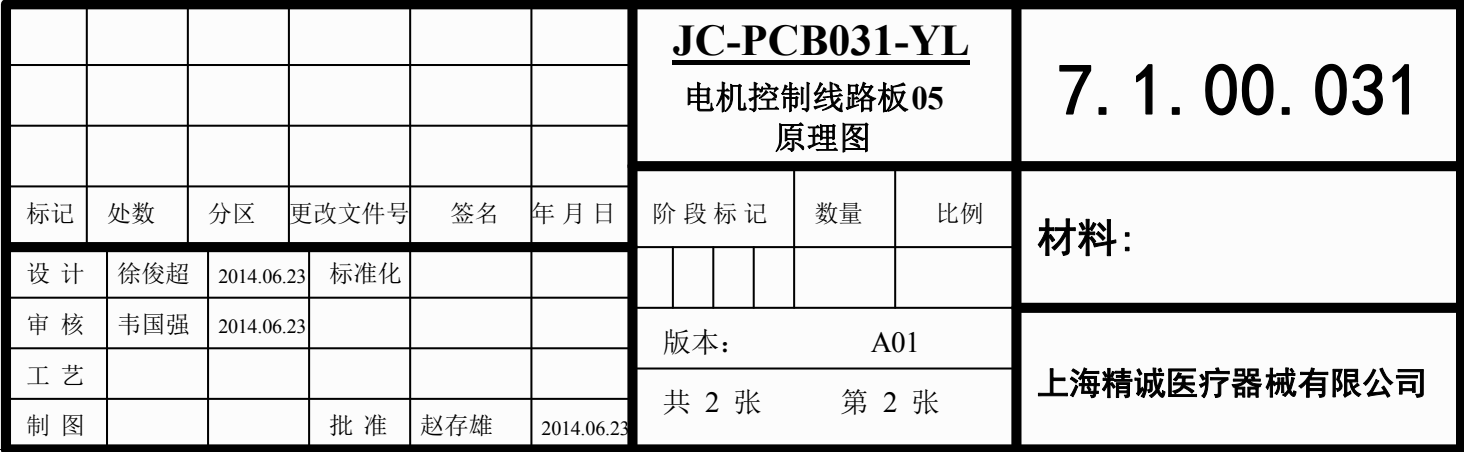 JC-PCB031-YL
电机控制线路板05
原理图
7.1.00.031
标记 处数 分区 更改文件号 签名 年月日
阶段标记 数量 比例
材料:
设计 徐俊超 2014.06.23 标准化
审核 韦国强 2014.06.23
版本: A01
工艺
共 2 张 第 2 张
上海精诚医疗器械有限公司
制图 批准 赵存雄 2014.06.23